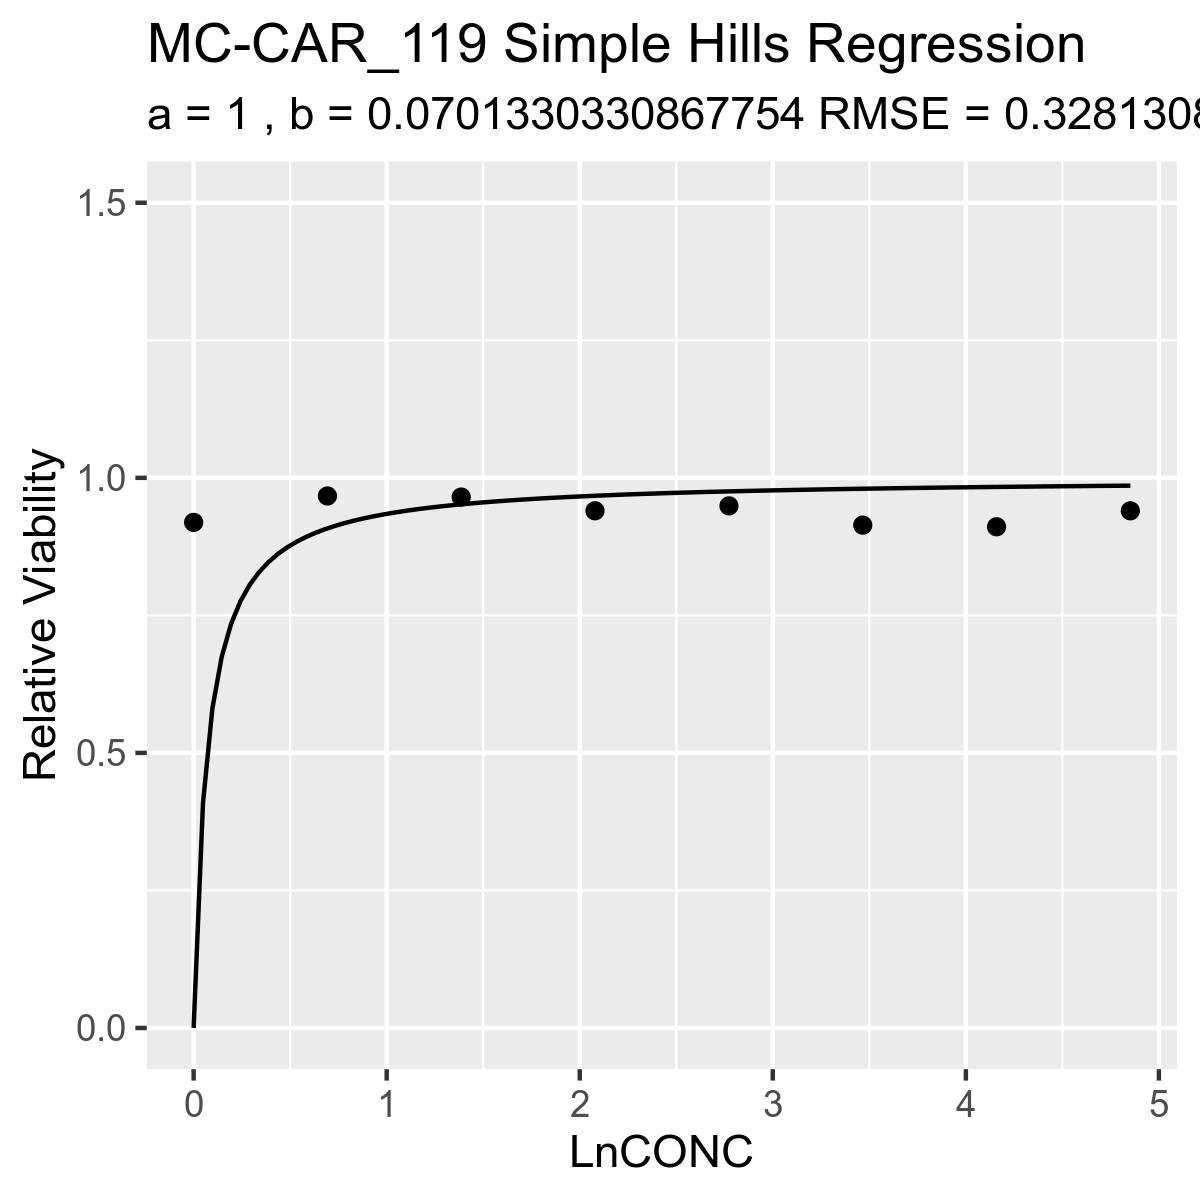 MC-CAR_119 Simple Hills Regression
a = 1 , b = 0.0701330330867754 RMSE = 0.328130
1.5
1.0
0.5
0.0
Relative Viability
0 1 2 3 4 5
LnCONC